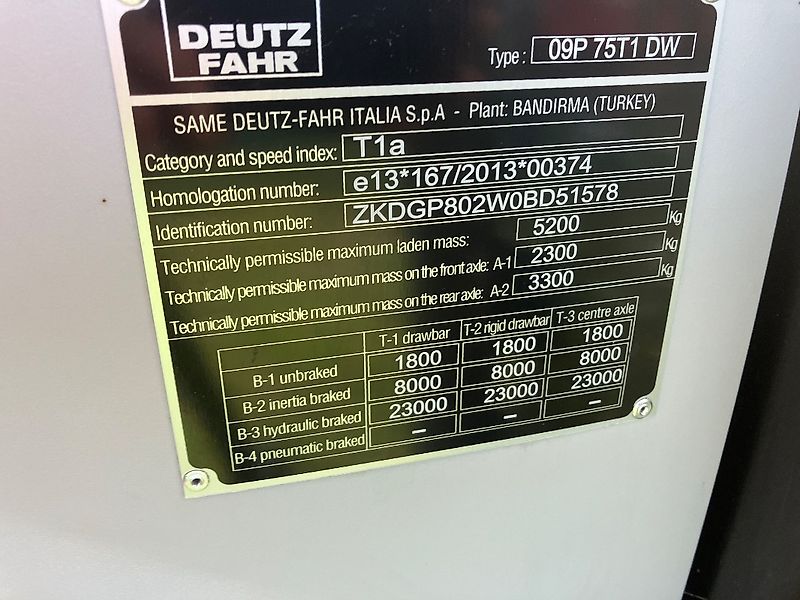 DEUTZ
FAHR
Type: 09P 75T1 DW
SAME DEUTZ-FAHR ITALIA S.p.A - Plant: BANDIRMA (TURKEY)
Category and speed index: T1a
Homologation number: e13*167/2013*00374
Identification number: ZKDGP802W0BD51578
Technically permissible maximum laden mass: 5200 Kg
Technically permissible maximum mass on the front axle: A-1 2300 Kg
Technically permissible maximum mass on the rear axle: A-2 3300 Kg
T-1 drawbar T-2 rigid drawbar T-3 centre axle
B-1 unbraked 1800 1800 1800
B-2 inertia braked 8000 8000 8000
B-3 hydraulic braked 23000 23000 23000
B-4 pneumatic braked – – –